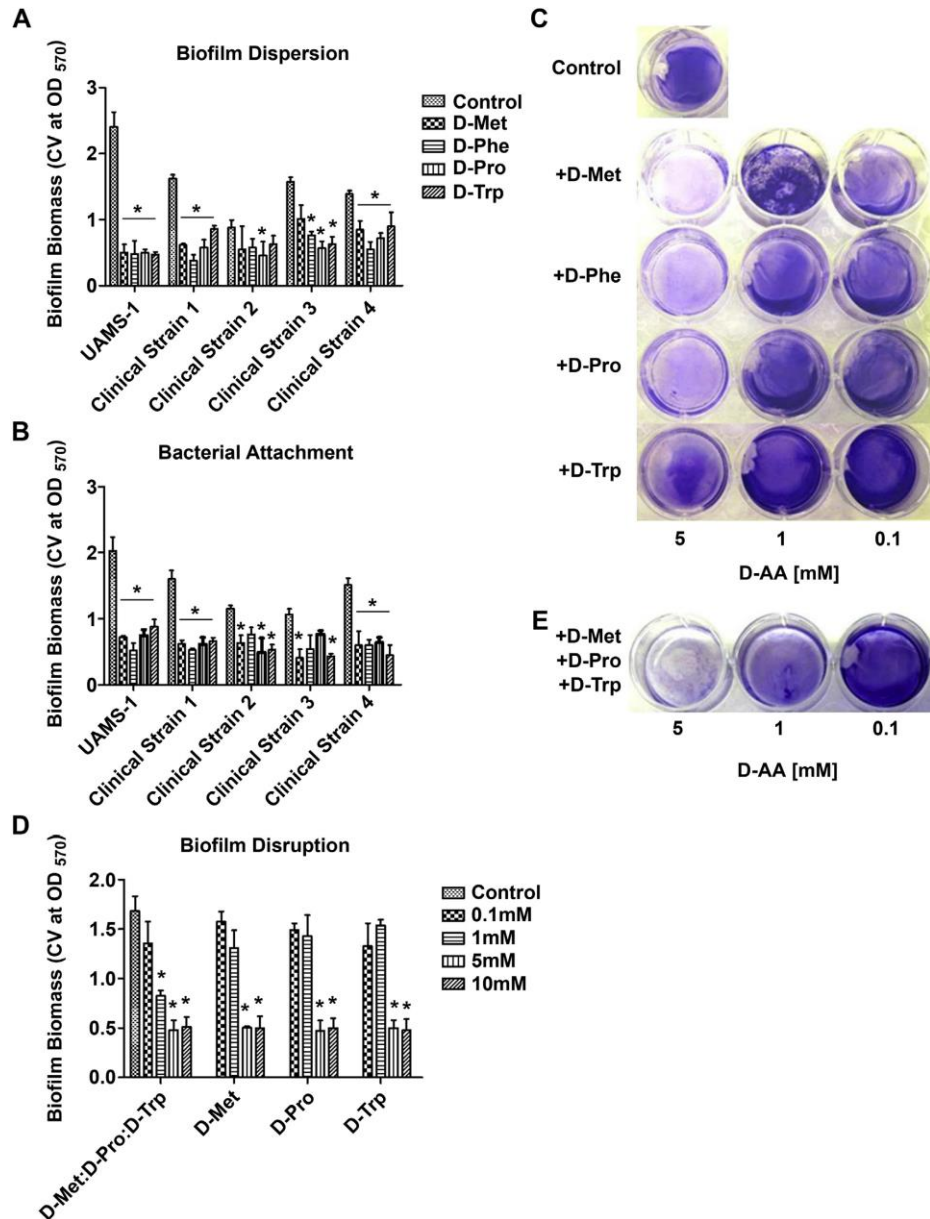 A
Biofilm Dispersion
Biofilm Biomass (CV at OD 570)
3
2
1
0
* * * * * * *
UAMS-1
Clinical Strain 1
Clinical Strain 2
Clinical Strain 3
Clinical Strain 4
Control
D-Met
D-Phe
D-Pro
D-Trp
B
Bacterial Attachment
Biofilm Biomass (CV at OD 570)
3
2
1
0
* * * * * * * *
UAMS-1
Clinical Strain 1
Clinical Strain 2
Clinical Strain 3
Clinical Strain 4
C
Control
+D-Met
+D-Phe
+D-Pro
+D-Trp
5 1 0.1
D-AA [mM]
E
+D-Met
+D-Pro
+D-Trp
5 1 0.1
D-AA [mM]
D
Biofilm Disruption
Biofilm Biomass (CV at OD 570)
2.0
1.5
1.0
0.5
0.0
* * * * * * * * *
D-Met:D-Pro:D-Trp
D-Met
D-Pro
D-Trp
Control
0.1mM
1mM
5mM
10mM